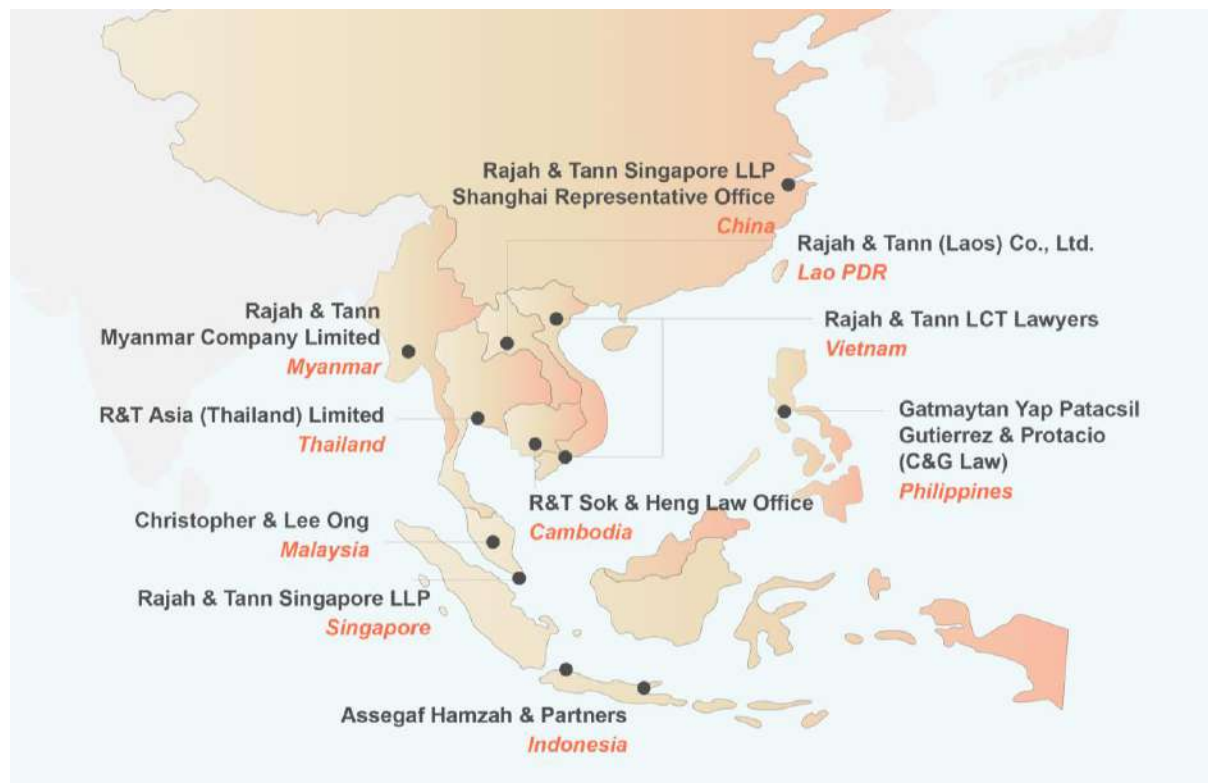 Rajah & Tann Singapore LLP
Shanghai Representative Office
China
Rajah & Tann (Laos) Co., Ltd.
Lao PDR
Rajah & Tann
Myanmar Company Limited
Myanmar
Rajah & Tann LCT Lawyers
Vietnam
R&T Asia (Thailand) Limited
Thailand
Gatmaytan Yap Patacsil
Gutierrez & Protacio
(C&G Law)
Philippines
R&T Sok & Heng Law Office
Cambodia
Christopher & Lee Ong
Malaysia
Rajah & Tann Singapore LLP
Singapore
Assegaf Hamzah & Partners
Indonesia